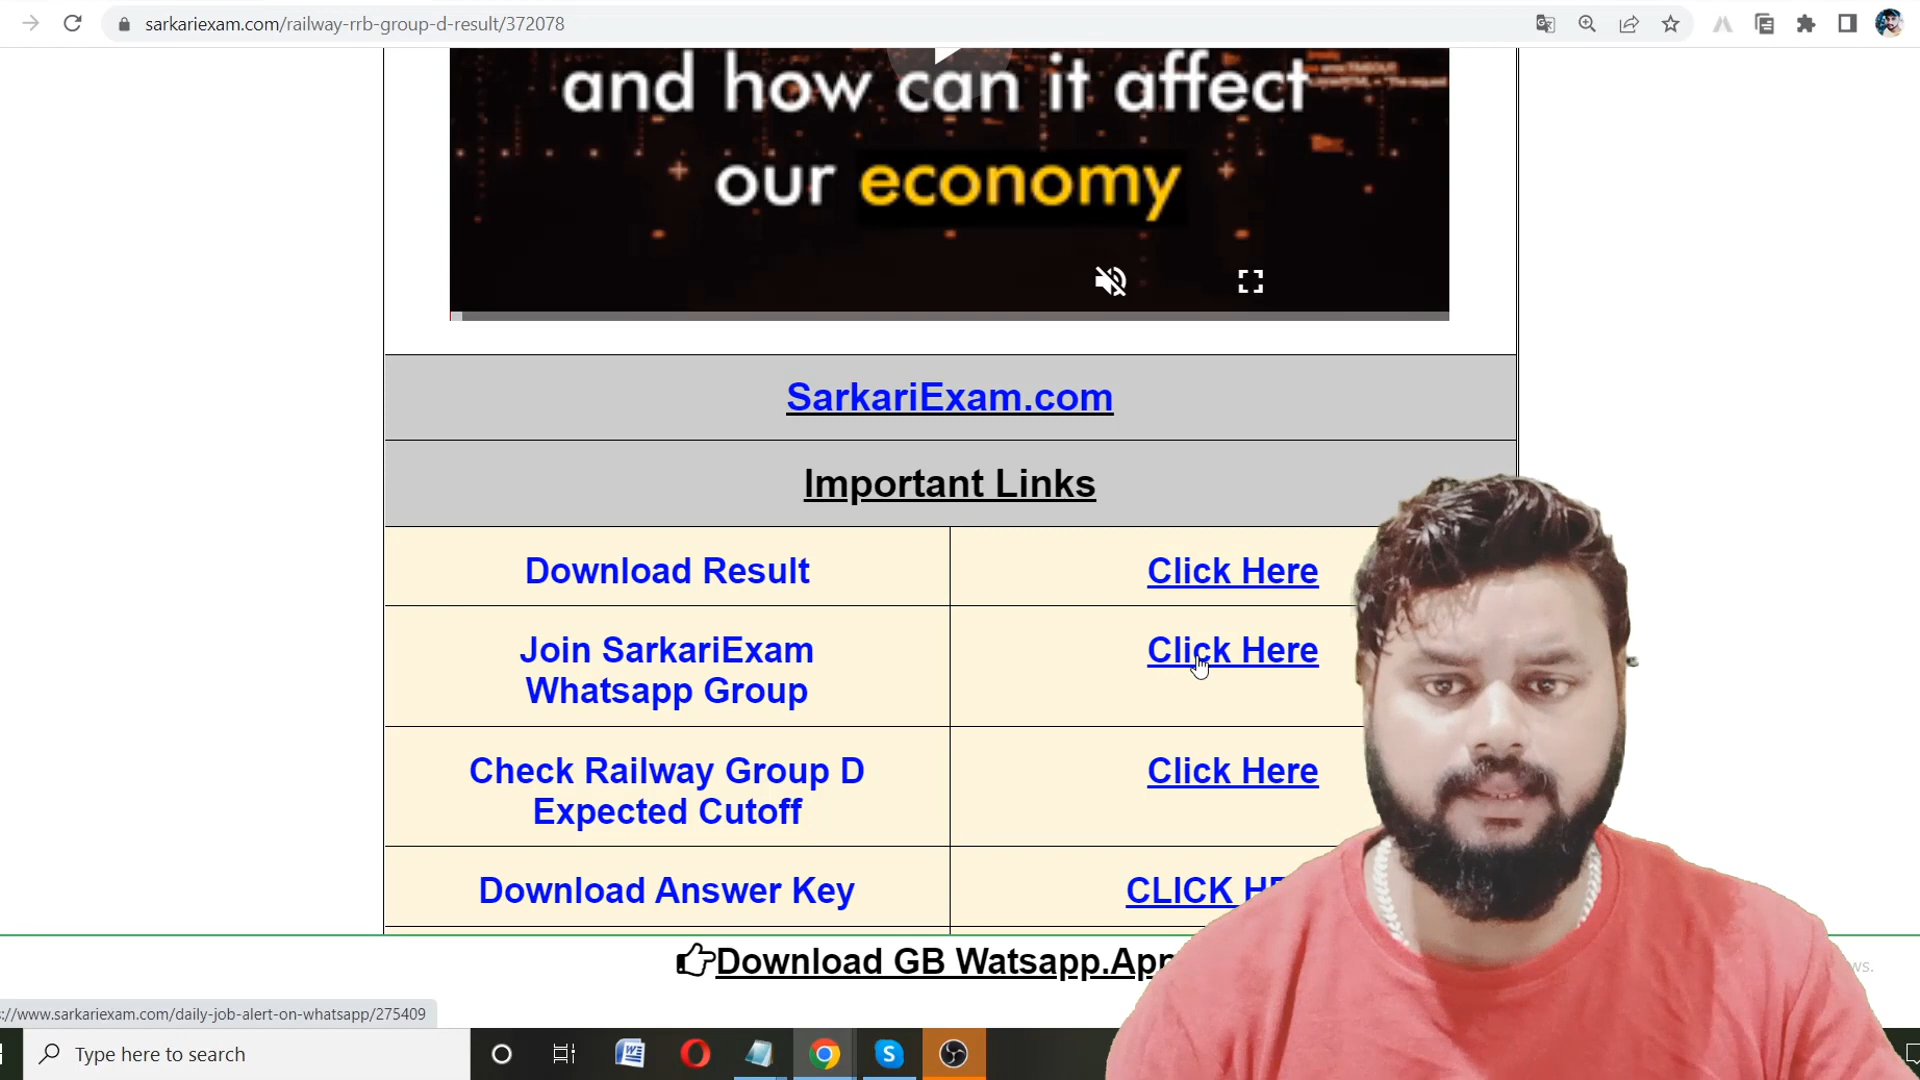 sarkariexam.com/railway-rrb-group-d-result/372078
and how can it affect
our economy
SarkariExam.com
Important Links
Download Result
Click Here
Join SarkariExam
Whatsapp Group
Click Here
Check Railway Group D
Expected Cutoff
Click Here
Download Answer Key
CLICK
Download GB Watsapp.App
://www.sarkariexam.com/daily-job-alert-on-whatsapp/275409
Type here to search